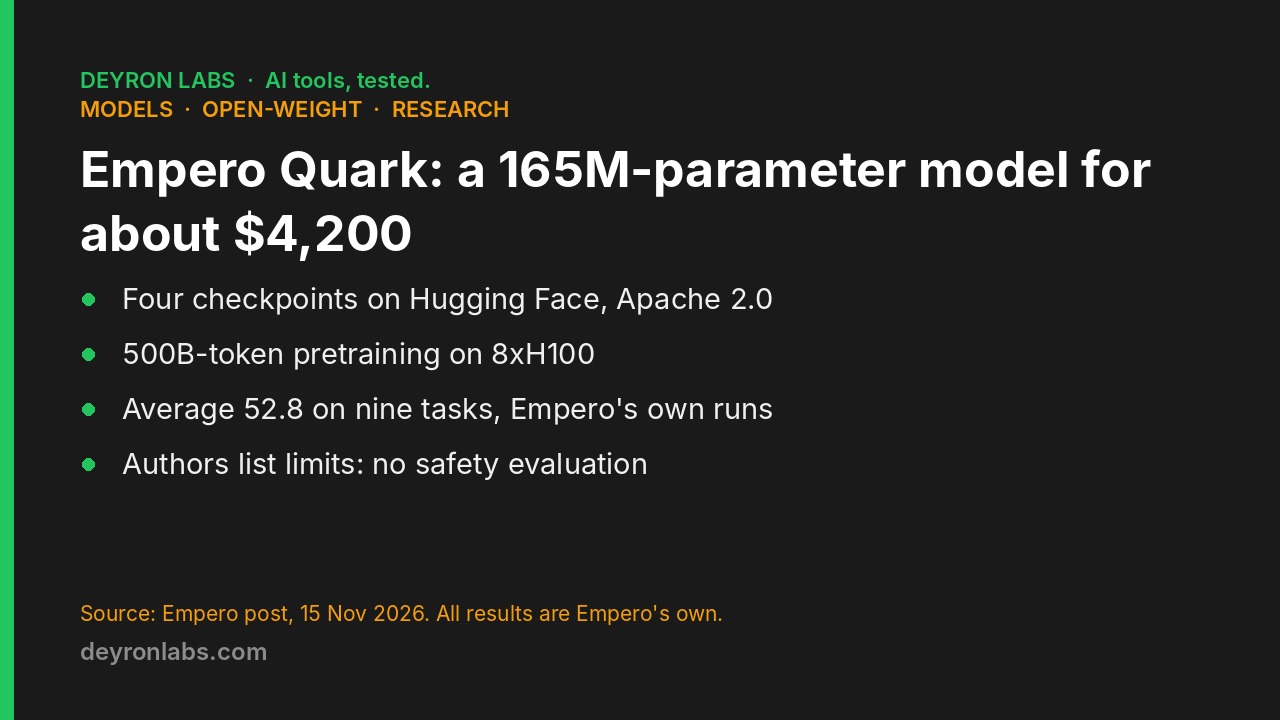 DEYRON LABS · AI tools, tested.
MODELS · OPEN-WEIGHT · RESEARCH
Empero Quark: a 165M-parameter model for
about $4,200
Four checkpoints on Hugging Face, Apache 2.0
500B-token pretraining on 8xH100
Average 52.8 on nine tasks, Empero's own runs
Authors list limits: no safety evaluation
Source: Empero post, 15 Nov 2026. All results are Empero's own.
deyronlabs.com